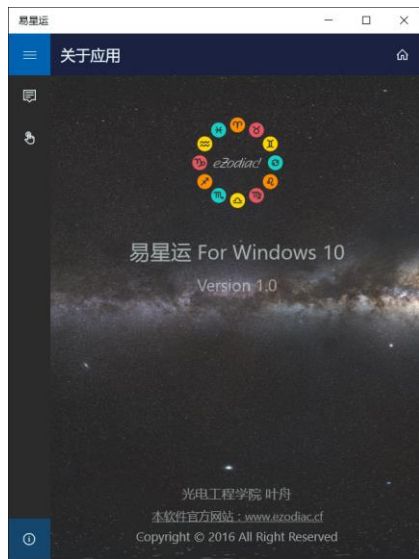 易星运
关于应用
eZodiac!
易星运 For Windows 10
Version 1.0
光电工程学院 叶舟
本软件官方网站：www.ezodiac.cf
Copyright © 2016 All Right Reserved